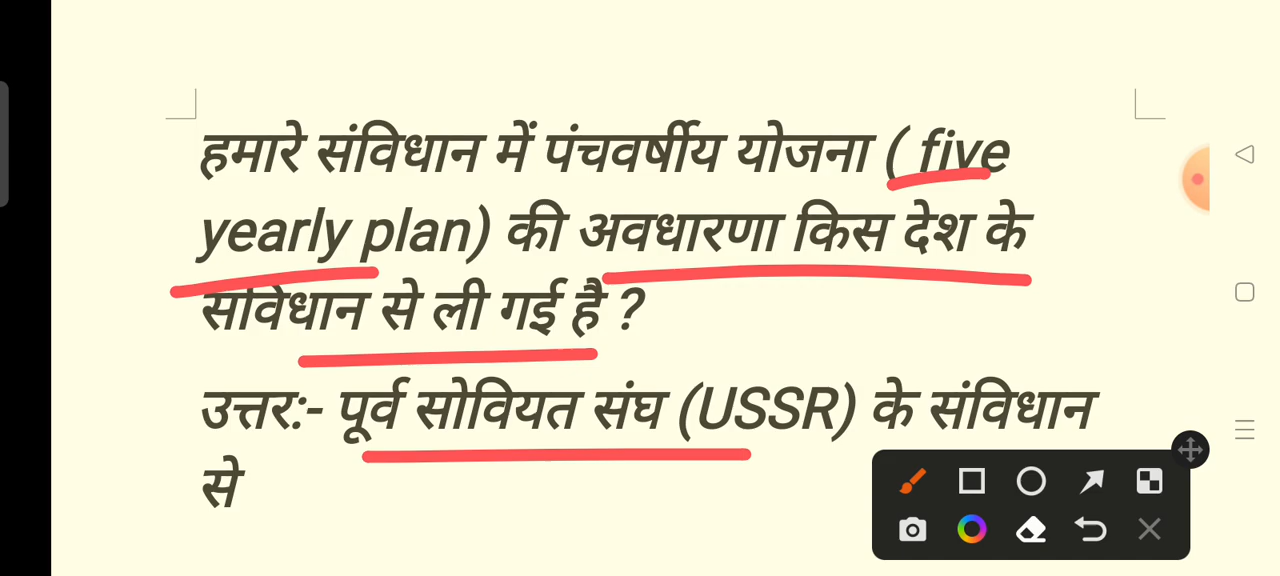 हमारे संविधान में पंचवर्षीय योजना ( five
yearly plan) की अवधारणा किस देश के
संविधान से ली गई है ?
उत्तर:- पूर्व सोवियत संघ (USSR) के संविधान
से